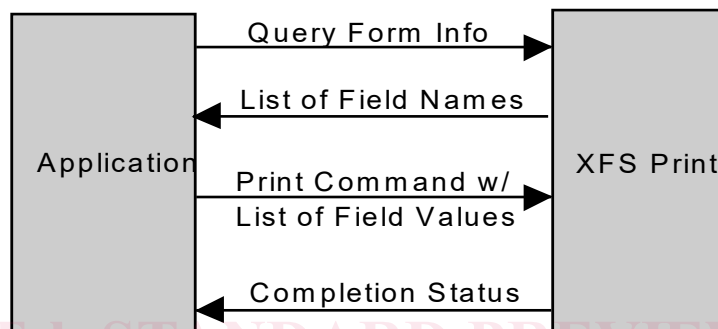 Query Form Info
List of Field Names
Application
XFS Print
Print Command w/
List of Field Values
Completion Status